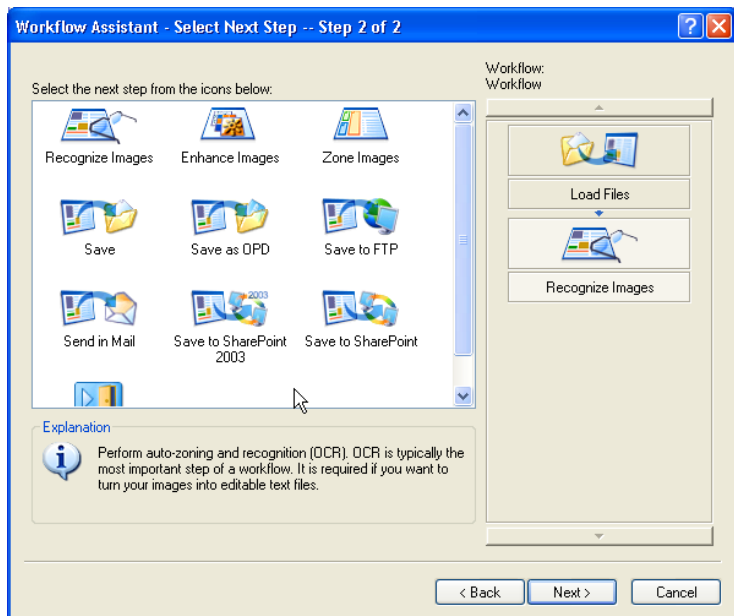 Workflow Assistant - Select Next Step -- Step 2 of 2
Select the next step from the icons below:
Workflow:
Workflow
Recognize Images
Enhance Images
Zone Images
Save
Save as OPD
Save to FTP
2003
Send in Mail
Save to SharePoint
2003
Save to SharePoint
Load Files
Recognize Images
Explanation
Perform auto-zoning and recognition (OCR). OCR is typically the
most important step of a workflow. It is required if you want to
turn your images into editable text files.
< Back
Next >
Cancel